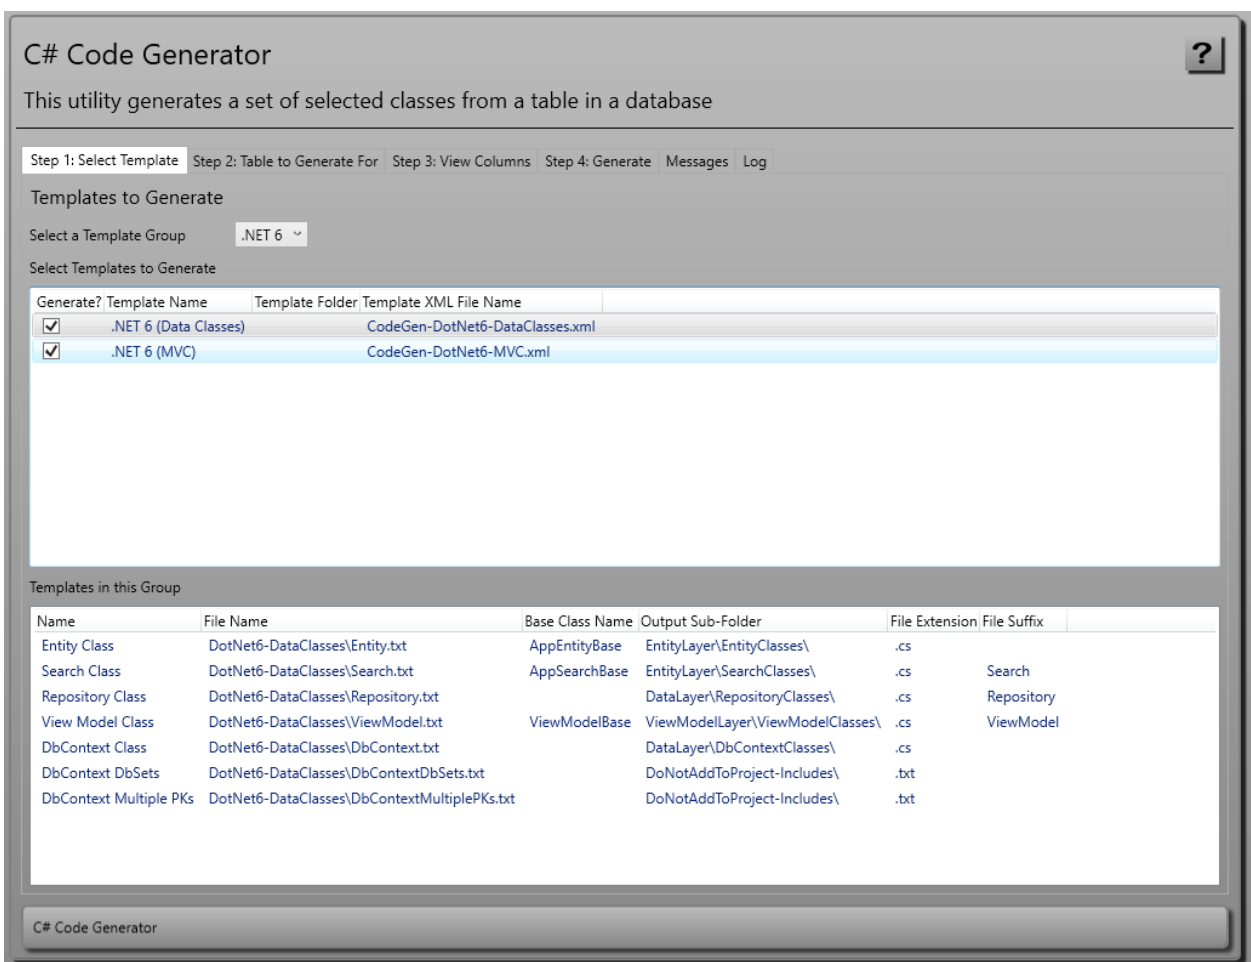 C# Code Generator
?
This utility generates a set of selected classes from a table in a database
Step 1: Select Template Step 2: Table to Generate For Step 3: View Columns Step 4: Generate Messages Log
Templates to Generate
Select a Template Group .NET 6
Select Templates to Generate
Generate? Template Name Template Folder Template XML File Name
.NET 6 (Data Classes) CodeGen-DotNet6-DataClasses.xml
.NET 6 (MVC) CodeGen-DotNet6-MVC.xml
Templates in this Group
Name File Name Base Class Name Output Sub-Folder File Extension File Suffix
Entity Class DotNet6-DataClasses\Entity.txt AppEntityBase EntityLayer\EntityClasses\ .cs
Search Class DotNet6-DataClasses\Search.txt AppSearchBase EntityLayer\SearchClasses\ .cs Search
Repository Class DotNet6-DataClasses\Repository.txt DataLayer\RepositoryClasses\ .cs Repository
View Model Class DotNet6-DataClasses\ViewModel.txt ViewModelBase ViewModelLayer\ViewModelClasses\ .cs ViewModel
DbContext Class DotNet6-DataClasses\DbContext.txt DataLayer\DbContextClasses\ .cs
DbContext DbSets DotNet6-DataClasses\DbContextDbSets.txt DoNotAddToProject-Includes\ .txt
DbContext Multiple PKs DotNet6-DataClasses\DbContextMultiplePKs.txt DoNotAddToProject-Includes\ .txt
C# Code Generator